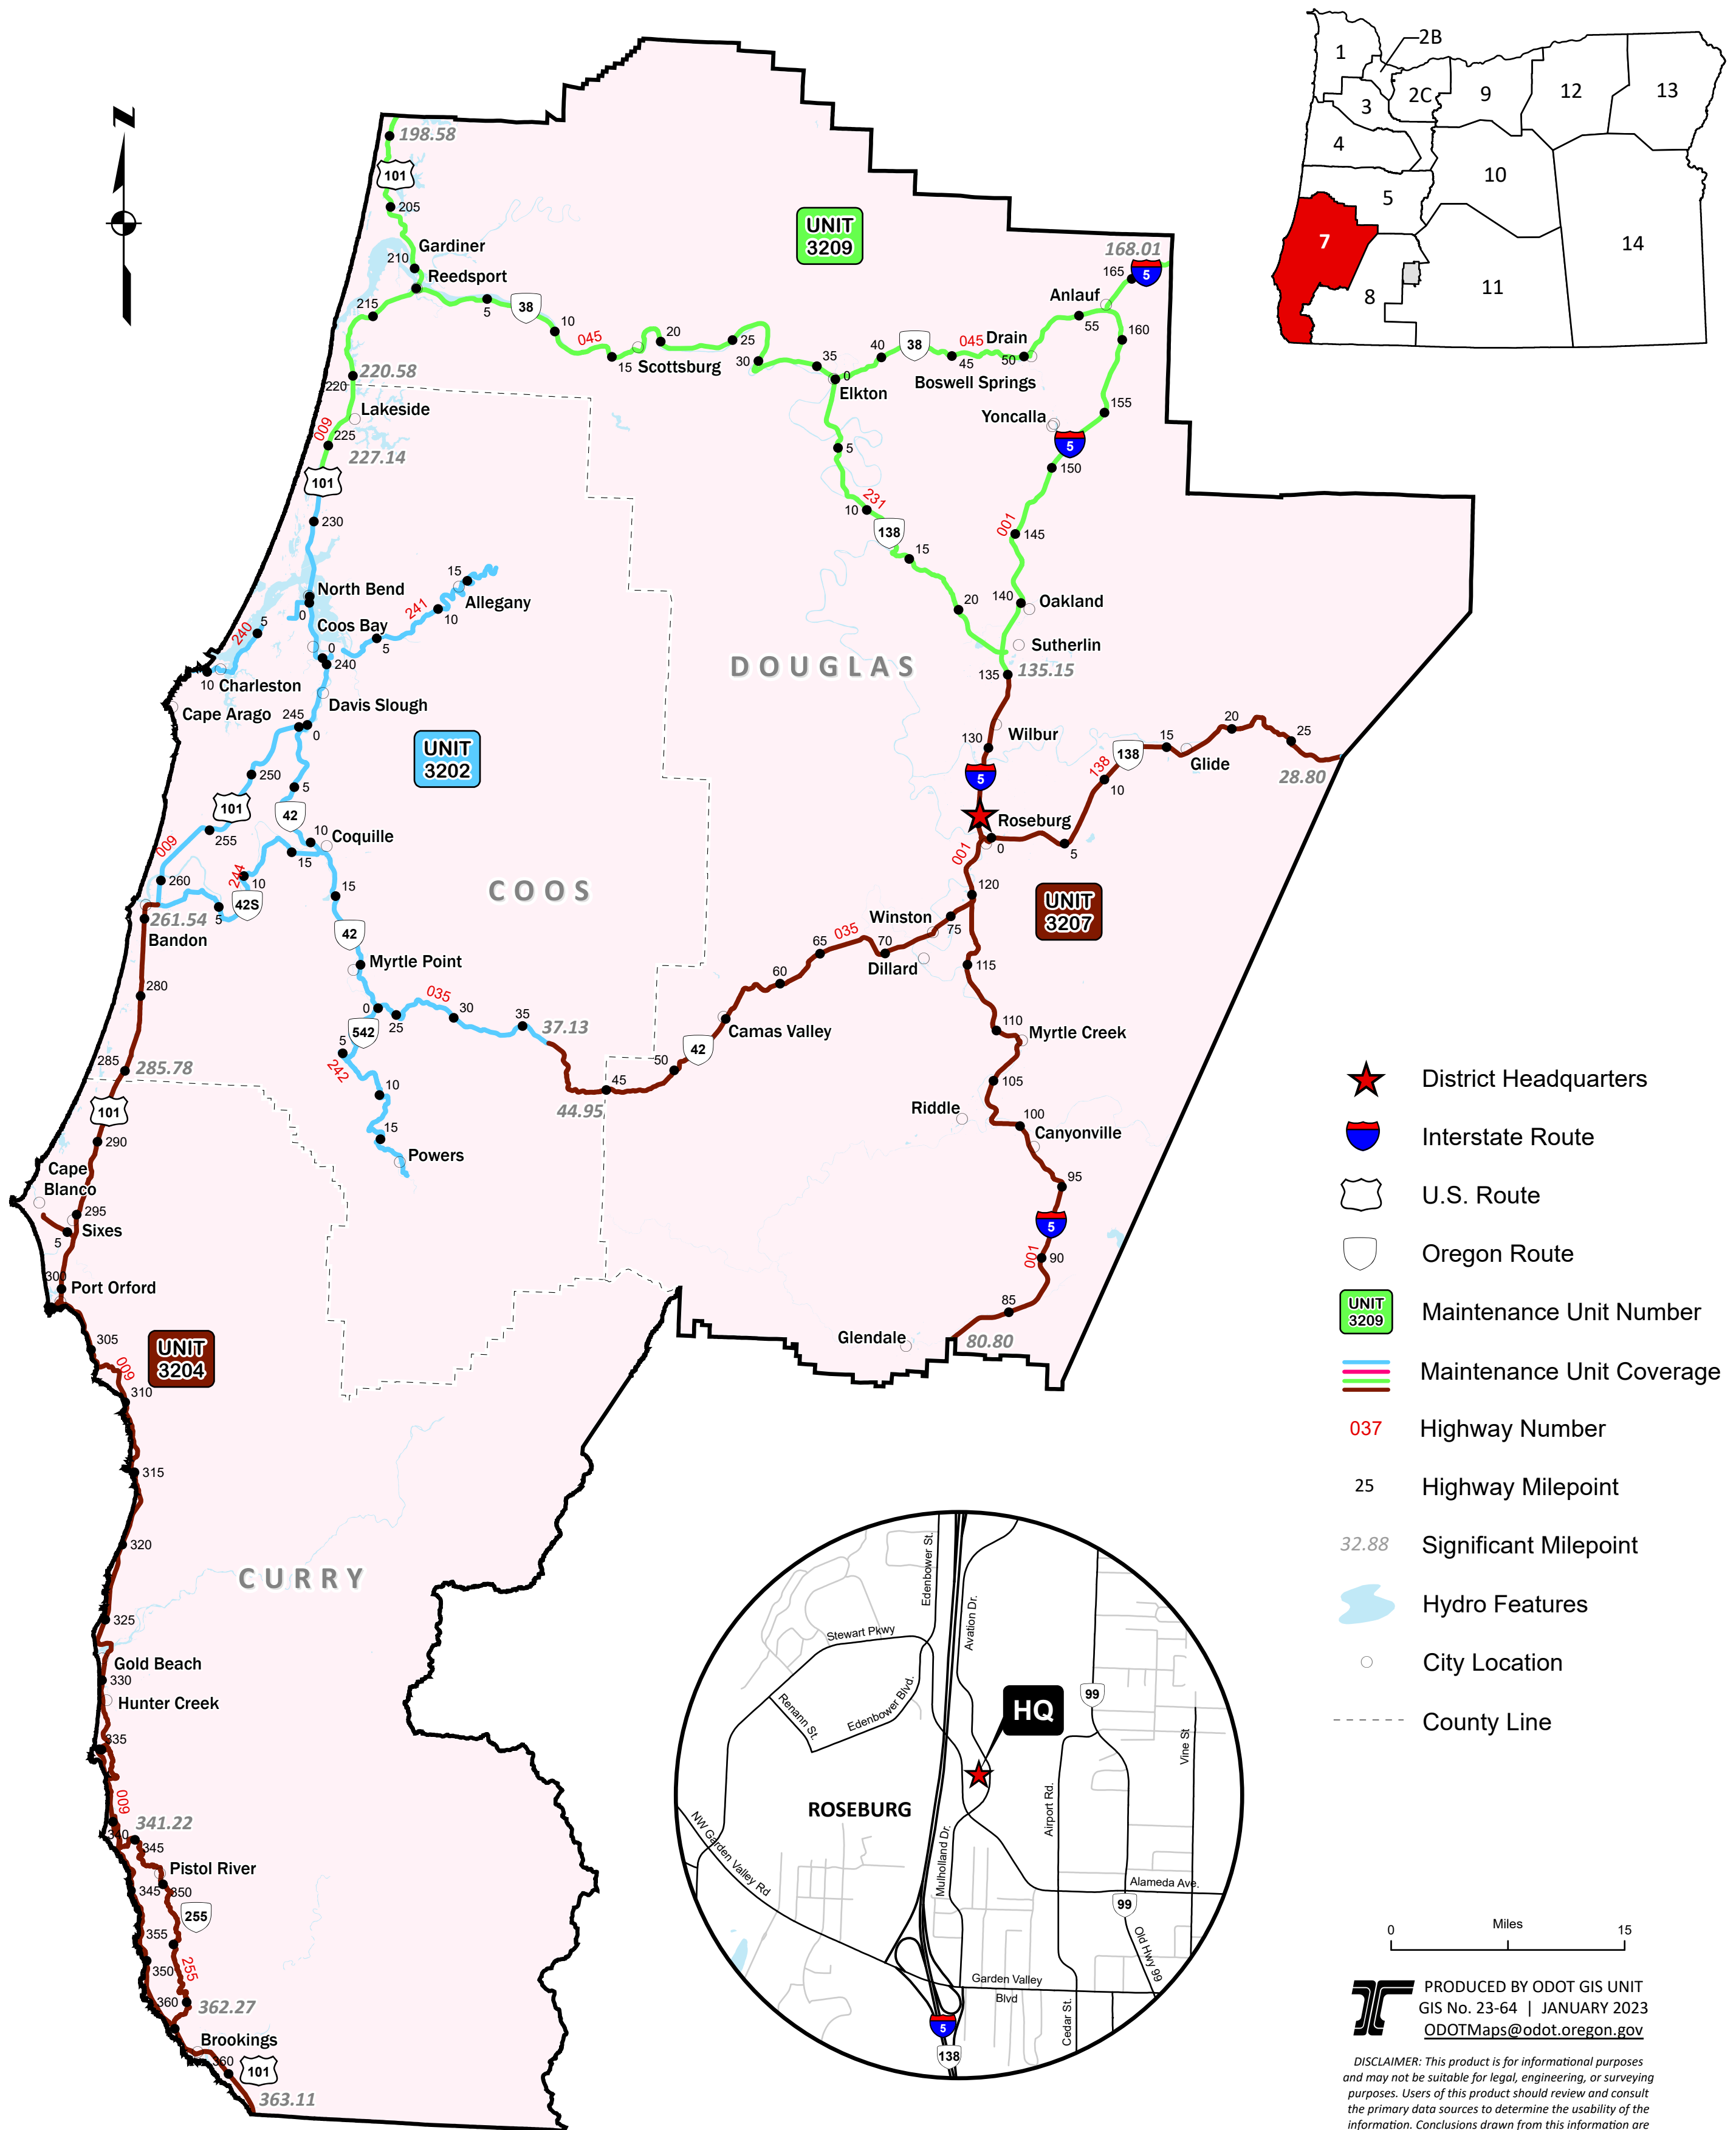 N
198.58
101
205
Gardiner
210
Reedsport
215
5
38
10
045
15
Scottsburg
20
25
30
35
0
Elkton
40
38
045
45
Boswell Springs
Drain
50
55
Anlauf
165
168.01
5
160
155
Yoncalla
5
150
001
145
140
Oakland
Sutherlin
135
135.15
UNIT
3209
220
220.58
Lakeside
009
225
227.14
101
230
5
231
10
138
15
20
North Bend
0
Coos Bay
0
240
240
5
10
Charleston
Cape Arago
15
Allegany
241
10
5
Davis Slough
245
0
DOUGLAS
UNIT
3202
250
5
101
42
255
009
10
Coquille
15
244
10
260
42S
5
261.54
Bandon
15
COOS
42
Myrtle Point
0
25
035
30
35
37.13
542
5
242
10
15
Powers
44.95
45
50
42
Camas Valley
60
65
035
70
Dillard
Winston
75
Wilbur
130
5
Roseburg
0
5
138
10
138
15
Glide
20
25
28.80
001
120
UNIT
3207
115
110
Myrtle Creek
105
Riddle
100
Canyonville
95
5
001
90
85
Glendale
80.80
280
285
285.78
101
290
Cape
Blanco
295
Sixes
5
300
Port Orford
305
009
310
UNIT
3204
315
320
CURRY
325
Gold Beach
330
Hunter Creek
335
009
340
341.22
345
Pistol River
345
350
255
355
255
350
360
362.27
Brookings
360
101
363.11
1
2B
2C
3
4
5
7
8
9
10
11
12
13
14
District Headquarters
Interstate Route
U.S. Route
Oregon Route
UNIT
3209
Maintenance Unit Number
Maintenance Unit Coverage
037
Highway Number
25
Highway Milepoint
32.88
Significant Milepoint
Hydro Features
City Location
County Line
Edenbower St.
Avation Dr.
Stewart Pkwy
Renann St.
Edenbower Blvd.
HQ
99
Vine St
ROSEBURG
Airport Rd.
NW Garden Valley Rd
Mulholland Dr.
Alameda Ave.
99
Old Hwy 99
Garden Valley
Blvd
Cedar St.
5
138
0
Miles
15
PRODUCED BY ODOT GIS UNIT
GIS No. 23-64 | JANUARY 2023
ODOTMaps@odot.oregon.gov
DISCLAIMER: This product is for informational purposes
and may not be suitable for legal, engineering, or surveying
purposes. Users of this product should review and consult
the primary data sources to determine the usability of the
information. Conclusions drawn from this information are